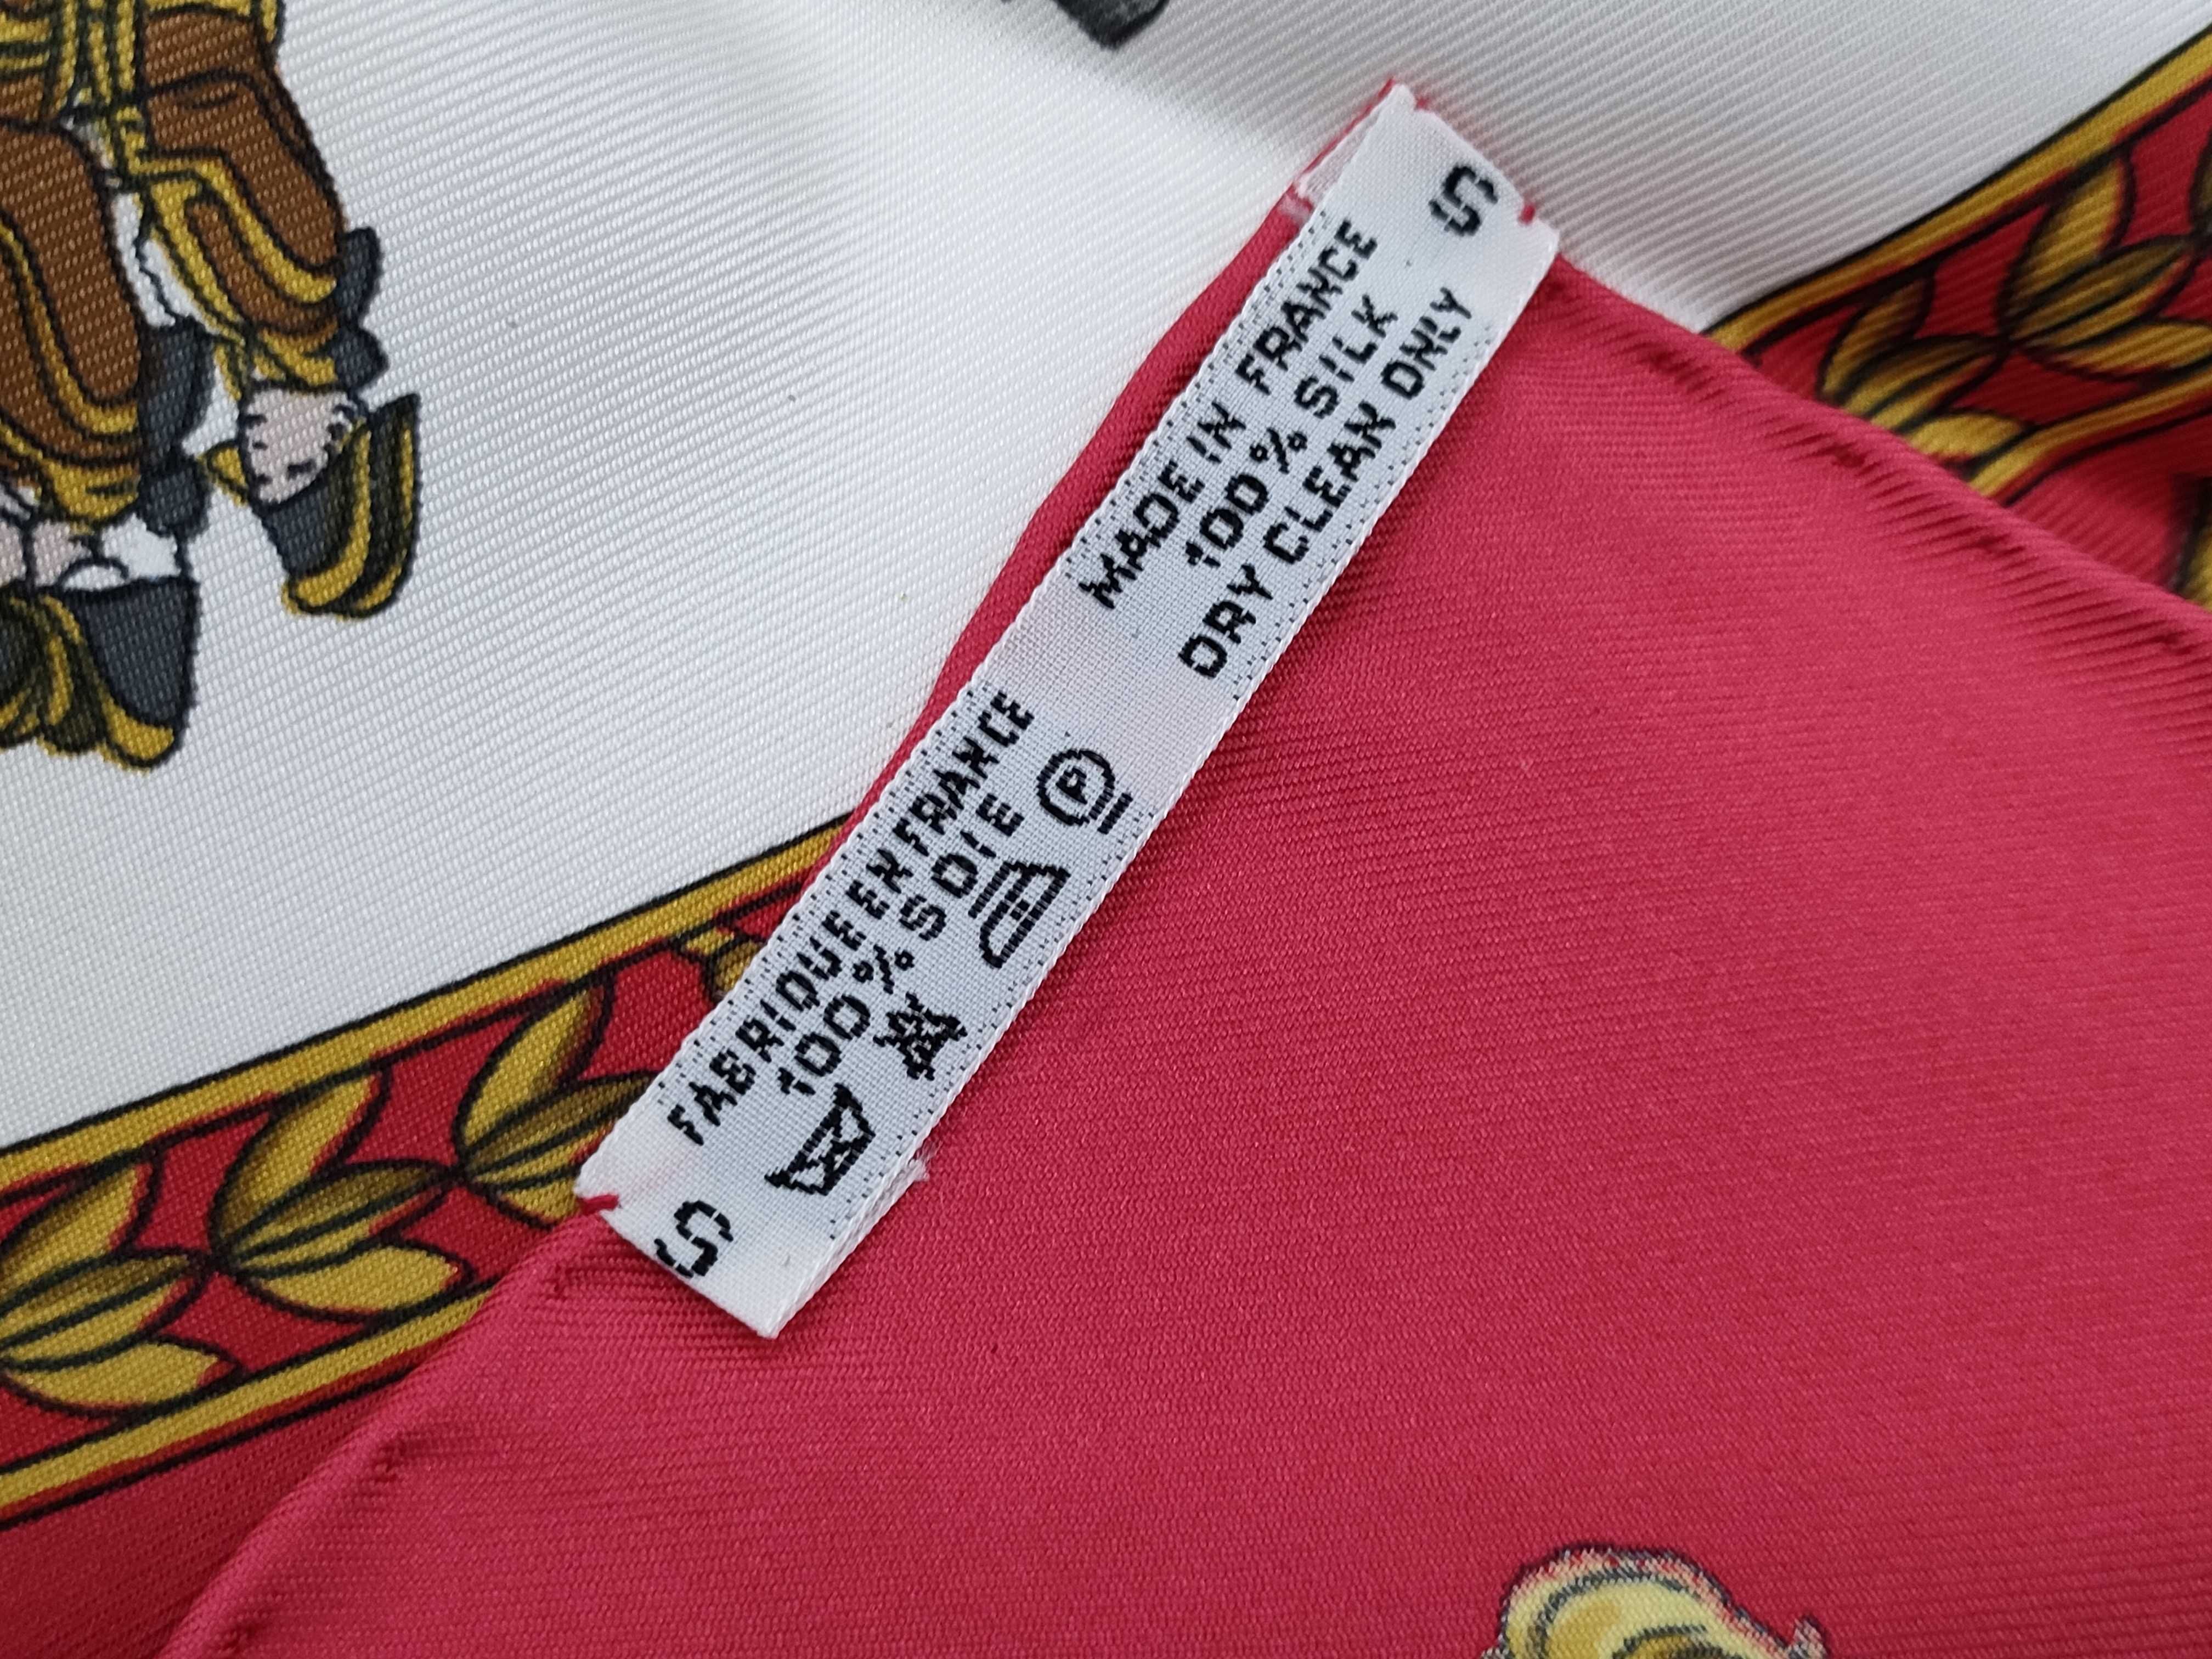 FABRIQUE EN FRANCE
100% SOIE
P
S
MADE IN FRANCE
100% SILK
DRY CLEAN ONLY
S